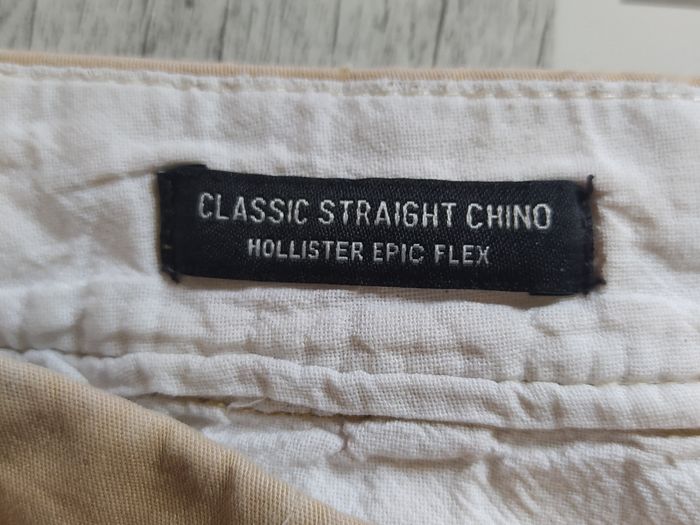 CLASSIC STRAIGHT CHINO
HOLLISTER EPIC FLEX